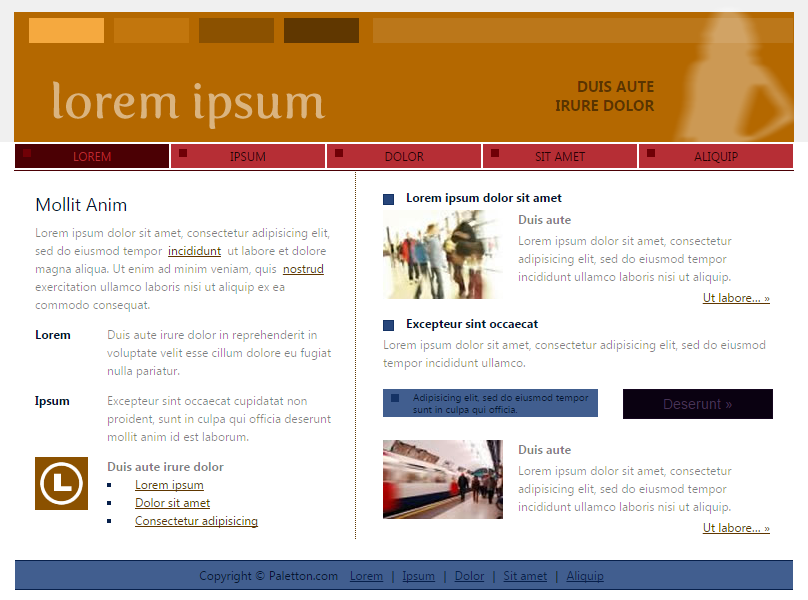 lorem ipsum
DUIS AUTE
IRURE DOLOR
LOREM
IPSUM
DOLOR
SIT AMET
ALIQUIP
Mollit Anim
Lorem ipsum dolor sit amet, consectetur adipisicing elit,
sed do eiusmod tempor incididunt ut labore et dolore
magna aliqua. Ut enim ad minim veniam, quis nostrud
exercitation ullamco laboris nisi ut aliquip ex ea
commodo consequat.
Lorem
Duis aute irure dolor in reprehenderit in
voluptate velit esse cillum dolore eu fugiat
nulla pariatur.
Ipsum
Excepteur sint occaecat cupidatat non
proident, sunt in culpa qui officia deserunt
mollit anim id est laborum.
Duis aute irure dolor
Lorem ipsum
Dolor sit amet
Consectetur adipisicing
Lorem ipsum dolor sit amet
Duis aute
Lorem ipsum dolor sit amet, consectetur
adipisicing elit, sed do eiusmod tempor
incididunt ullamco laboris nisi ut aliquip.
Ut labore... »
Excepteur sint occaecat
Lorem ipsum dolor sit amet, consectetur adipisicing elit, sed do eiusmod
tempor incididunt ullamco.
Adipisicing elit, sed do eiusmod tempor
sunt in culpa qui officia.
Deserunt »
Duis aute
Lorem ipsum dolor sit amet, consectetur
adipisicing elit, sed do eiusmod tempor
incididunt ullamco laboris nisi ut aliquip.
Ut labore... »
Copyright © Paletton.com Lorem | Ipsum | Dolor | Sit amet | Aliquip